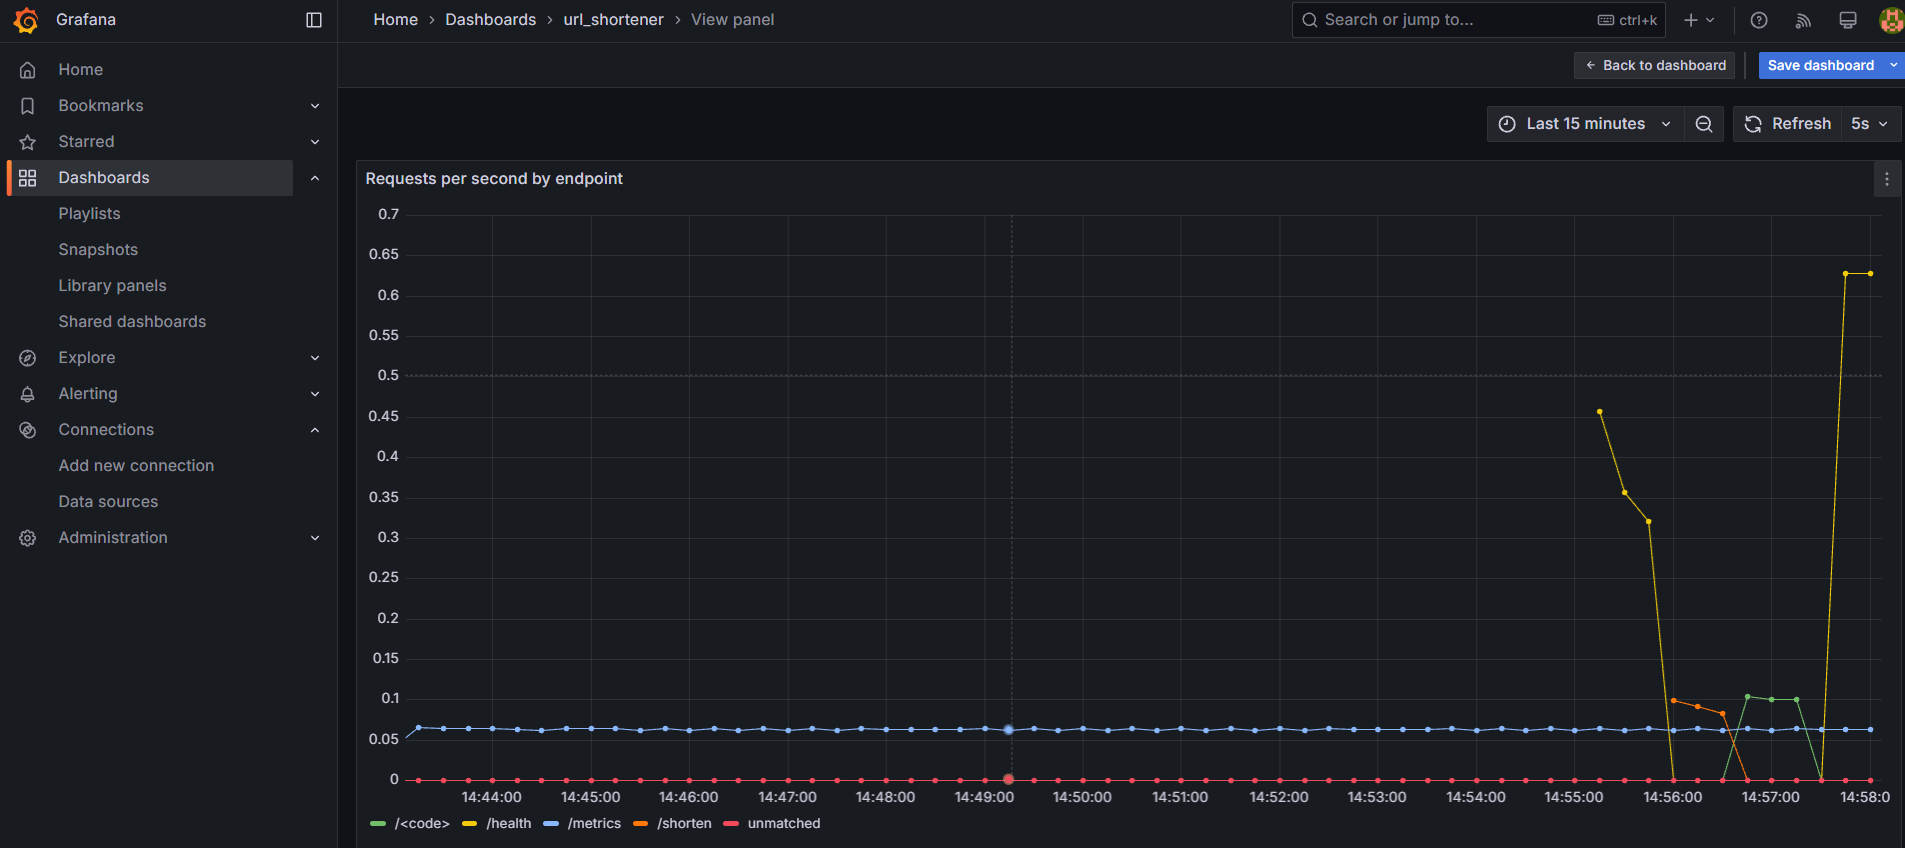 Grafana
Home › Dashboards › url_shortener › View panel
Search or jump to... ctrl+k
Home
Bookmarks
Starred
Dashboards
Playlists
Snapshots
Library panels
Shared dashboards
Explore
Alerting
Connections
Add new connection
Data sources
Administration
← Back to dashboard
Save dashboard
Last 15 minutes
Refresh
5s
Requests per second by endpoint
0.7
0.65
0.6
0.55
0.5
0.45
0.4
0.35
0.3
0.25
0.2
0.15
0.1
0.05
0
14:44:00 14:45:00 14:46:00 14:47:00 14:48:00 14:49:00 14:50:00 14:51:00 14:52:00 14:53:00 14:54:00 14:55:00 14:56:00 14:57:00 14:58:0
/<code> /health /metrics /shorten unmatched